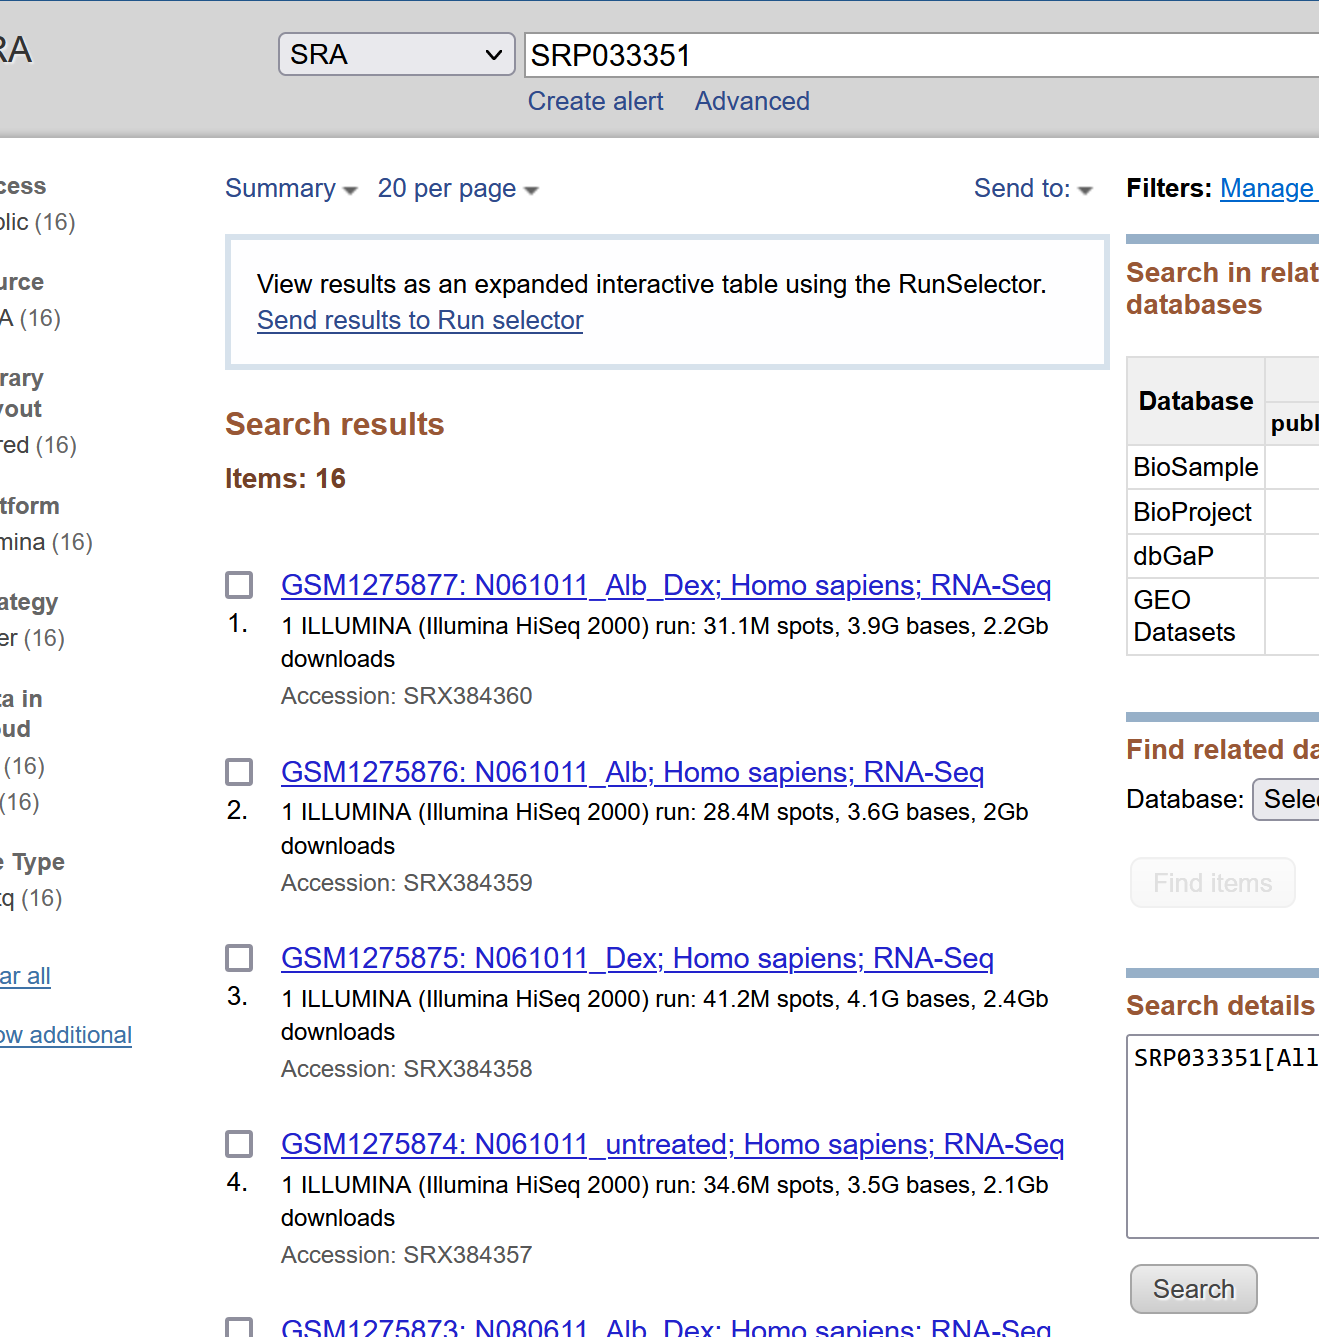 RA
SRA
SRP033351
Create alert Advanced
cess
olic (16)
urce
A (16)
rary
yout
red (16)
tform
mina (16)
ategy
er (16)
ta in
oud
(16)
(16)
e Type
tq (16)
ar all
ow additional
Summary 20 per page Send to:
View results as an expanded interactive table using the RunSelector.
Send results to Run selector
Search results
Items: 16
GSM1275877: N061011_Alb_Dex; Homo sapiens; RNA-Seq
1. 1 ILLUMINA (Illumina HiSeq 2000) run: 31.1M spots, 3.9G bases, 2.2Gb
downloads
Accession: SRX384360
GSM1275876: N061011_Alb; Homo sapiens; RNA-Seq
2. 1 ILLUMINA (Illumina HiSeq 2000) run: 28.4M spots, 3.6G bases, 2Gb
downloads
Accession: SRX384359
GSM1275875: N061011_Dex; Homo sapiens; RNA-Seq
3. 1 ILLUMINA (Illumina HiSeq 2000) run: 41.2M spots, 4.1G bases, 2.4Gb
downloads
Accession: SRX384358
GSM1275874: N061011_untreated; Homo sapiens; RNA-Seq
4. 1 ILLUMINA (Illumina HiSeq 2000) run: 34.6M spots, 3.5G bases, 2.1Gb
downloads
Accession: SRX384357
GSM1275873: N080611_Alb_Dex; Homo sapiens; RNA-Seq
Filters: Manage
Search in relat
databases
Database
publ
BioSample
BioProject
dbGaP
GEO
Datasets
Find related da
Database: Sele
Find items
Search details
SRP033351[All
Search